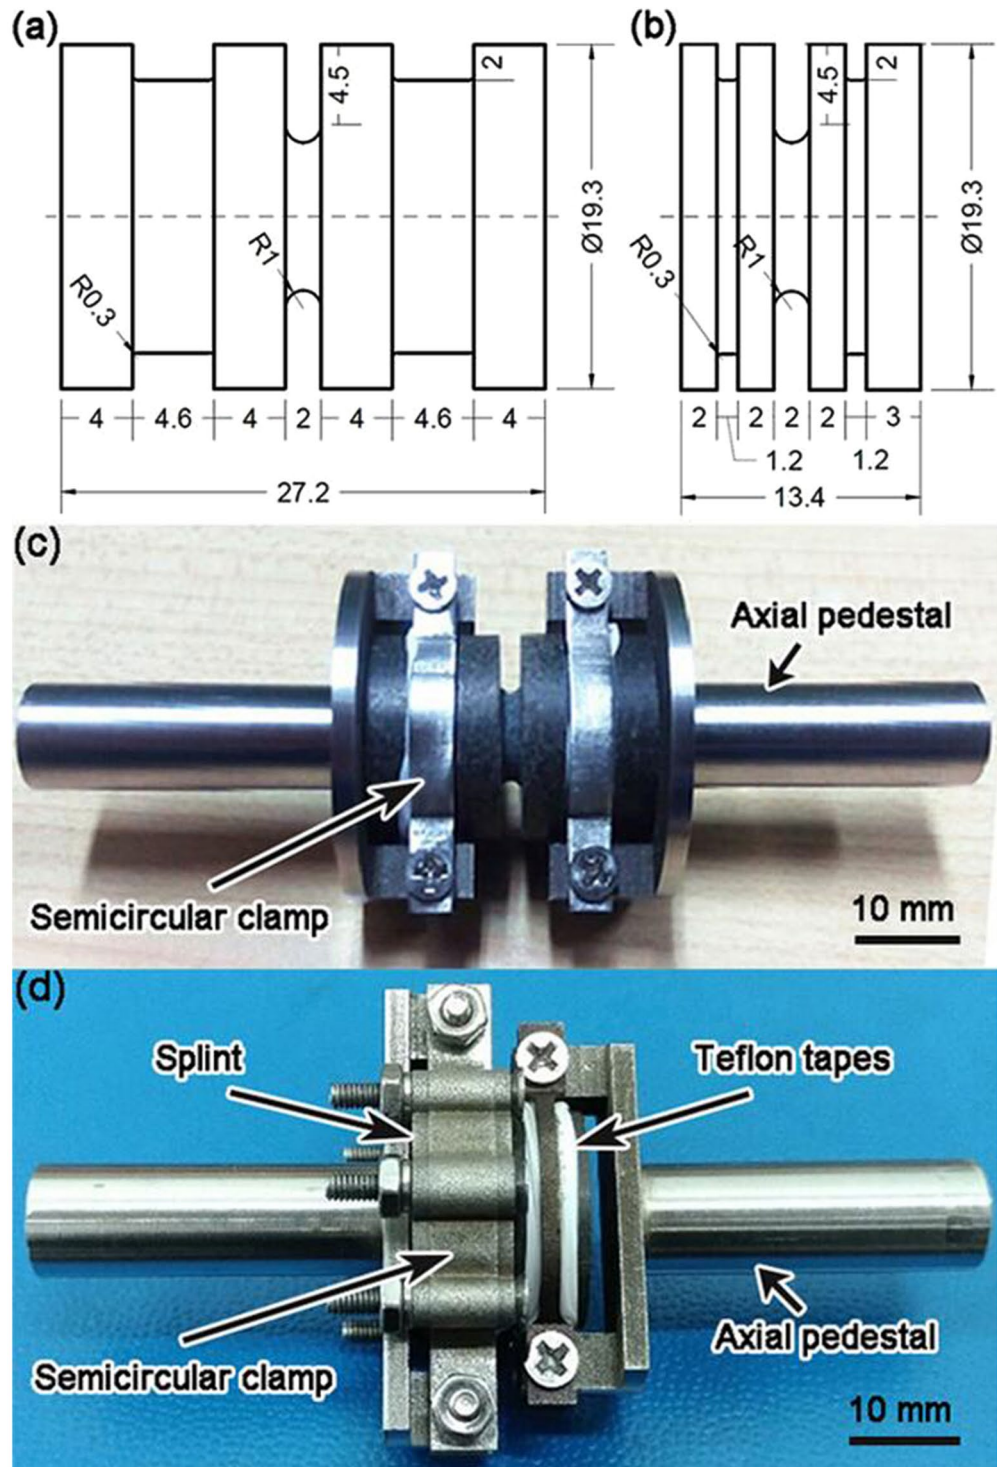 (a)
2
4.5
Ø19.3
R1
R0.3
4 4.6 4 2 4 4.6 4
27.2
(b)
2
4.5
Ø19.3
R1
R0.3
2 2 2 2 3
1.2 1.2
13.4
(c)
Axial pedestal
Semicircular clamp
10 mm
(d)
Splint
Teflon tapes
Semicircular clamp
Axial pedestal
10 mm